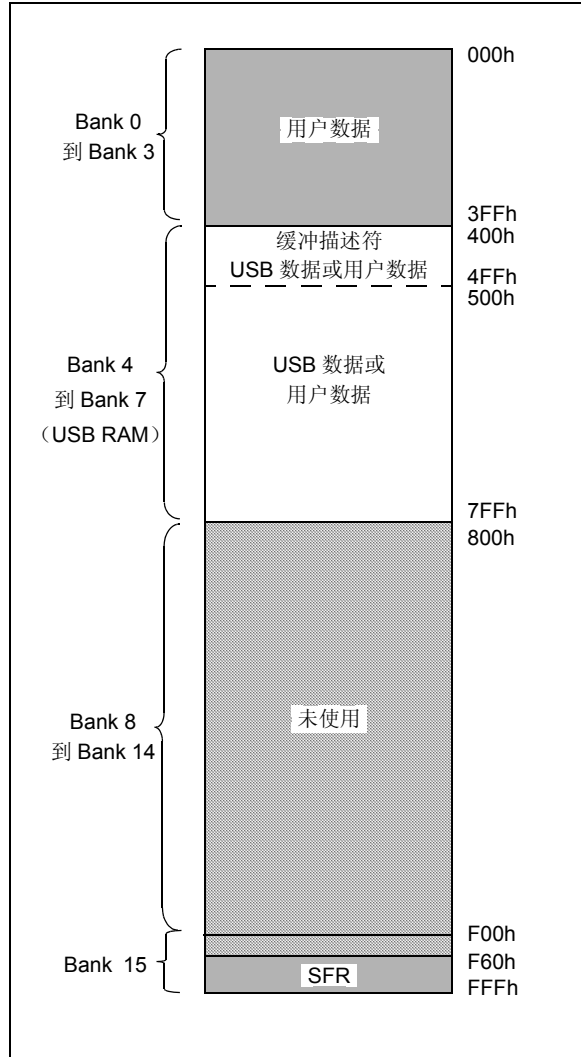 000h
Bank 0
到 Bank 3
用户数据
3FFh
400h
缓冲描述符
USB 数据或用户数据
4FFh
500h
Bank 4
到 Bank 7
（USB RAM）
USB 数据或
用户数据
7FFh
800h
Bank 8
到 Bank 14
未使用
F00h
Bank 15
F60h
SFR
FFFh